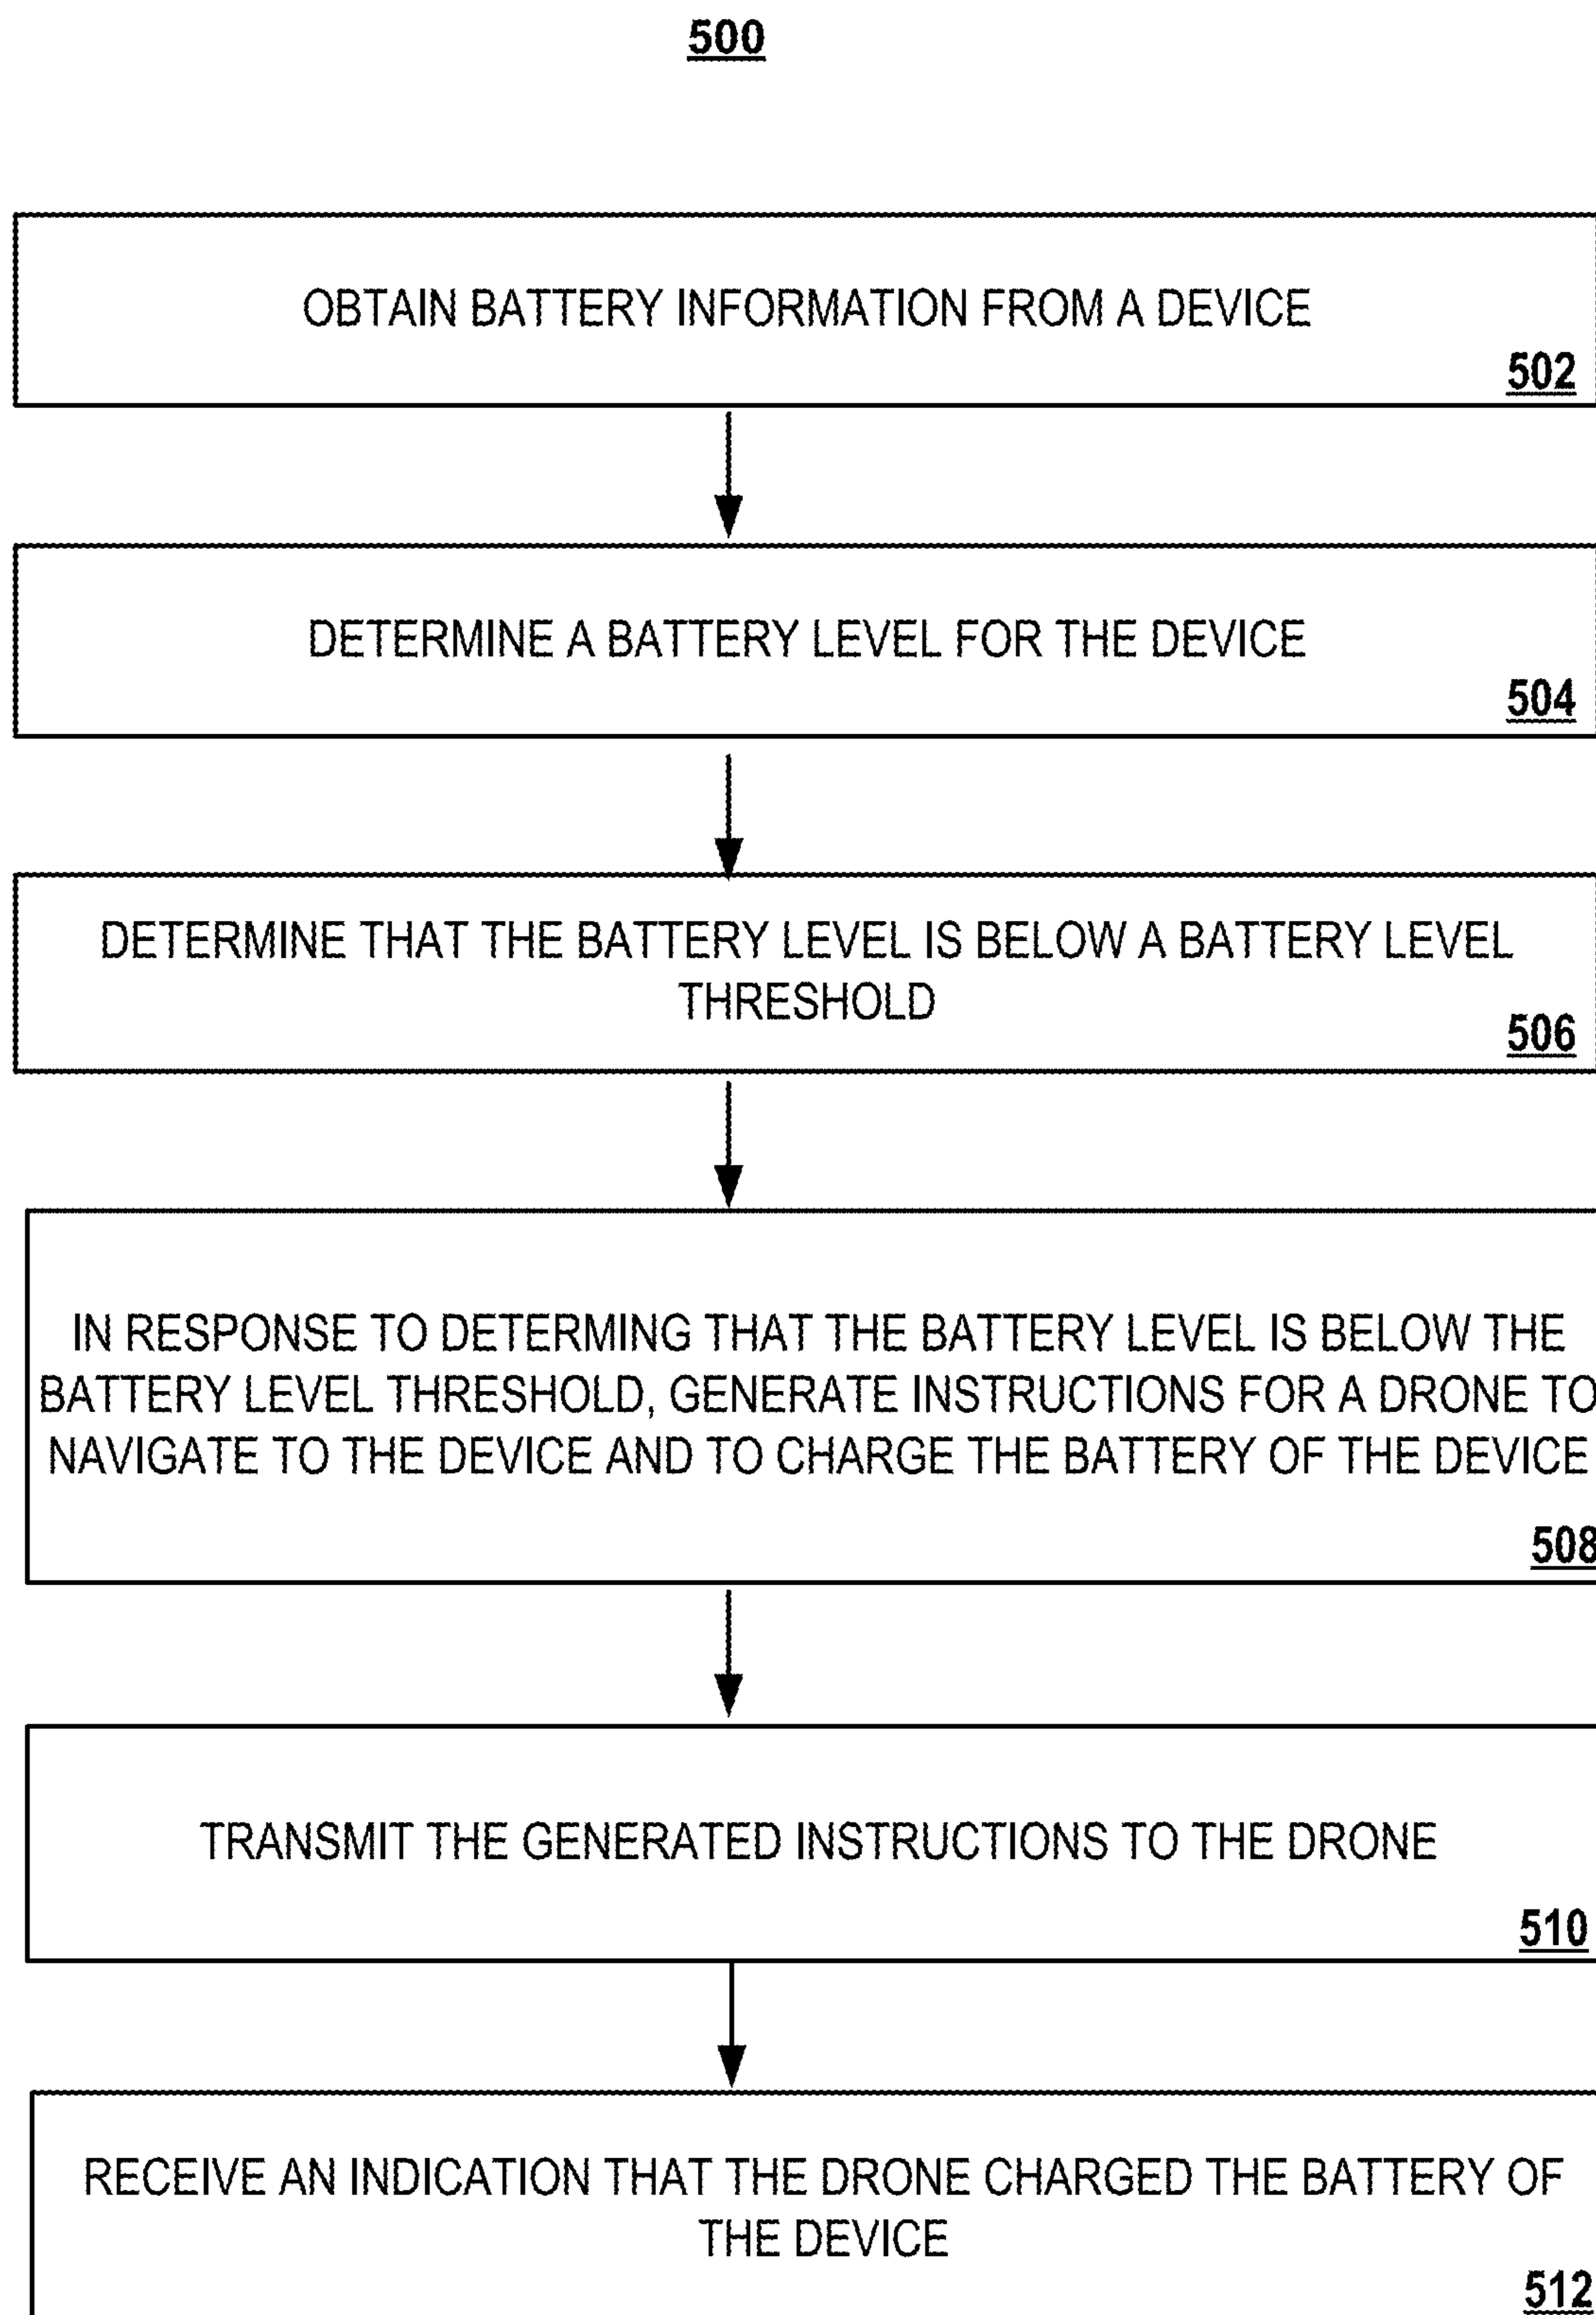 500
OBTAIN BATTERY INFORMATION FROM A DEVICE
502
DETERMINE A BATTERY LEVEL FOR THE DEVICE
504
DETERMINE THAT THE BATTERY LEVEL IS BELOW A BATTERY LEVEL
THRESHOLD
506
IN RESPONSE TO DETERMING THAT THE BATTERY LEVEL IS BELOW THE
BATTERY LEVEL THRESHOLD, GENERATE INSTRUCTIONS FOR A DRONE TO
NAVIGATE TO THE DEVICE AND TO CHARGE THE BATTERY OF THE DEVICE
508
TRANSMIT THE GENERATED INSTRUCTIONS TO THE DRONE
510
RECEIVE AN INDICATION THAT THE DRONE CHARGED THE BATTERY OF
THE DEVICE
512